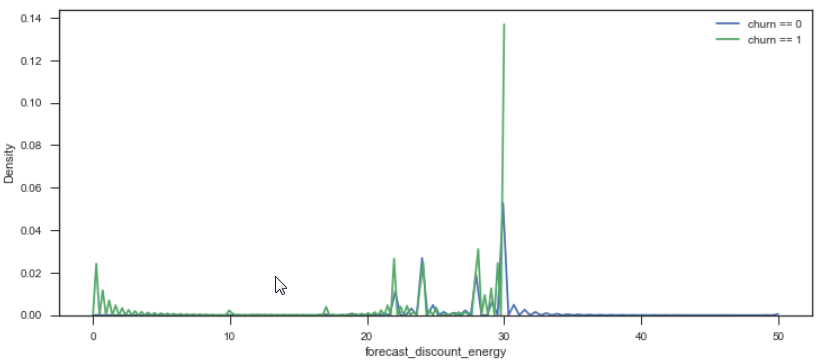 0.14
0.12
0.10
0.08
0.06
0.04
0.02
0.00
Density
churn == 0
churn == 1
0 10 20 30 40 50
forecast_discount_energy